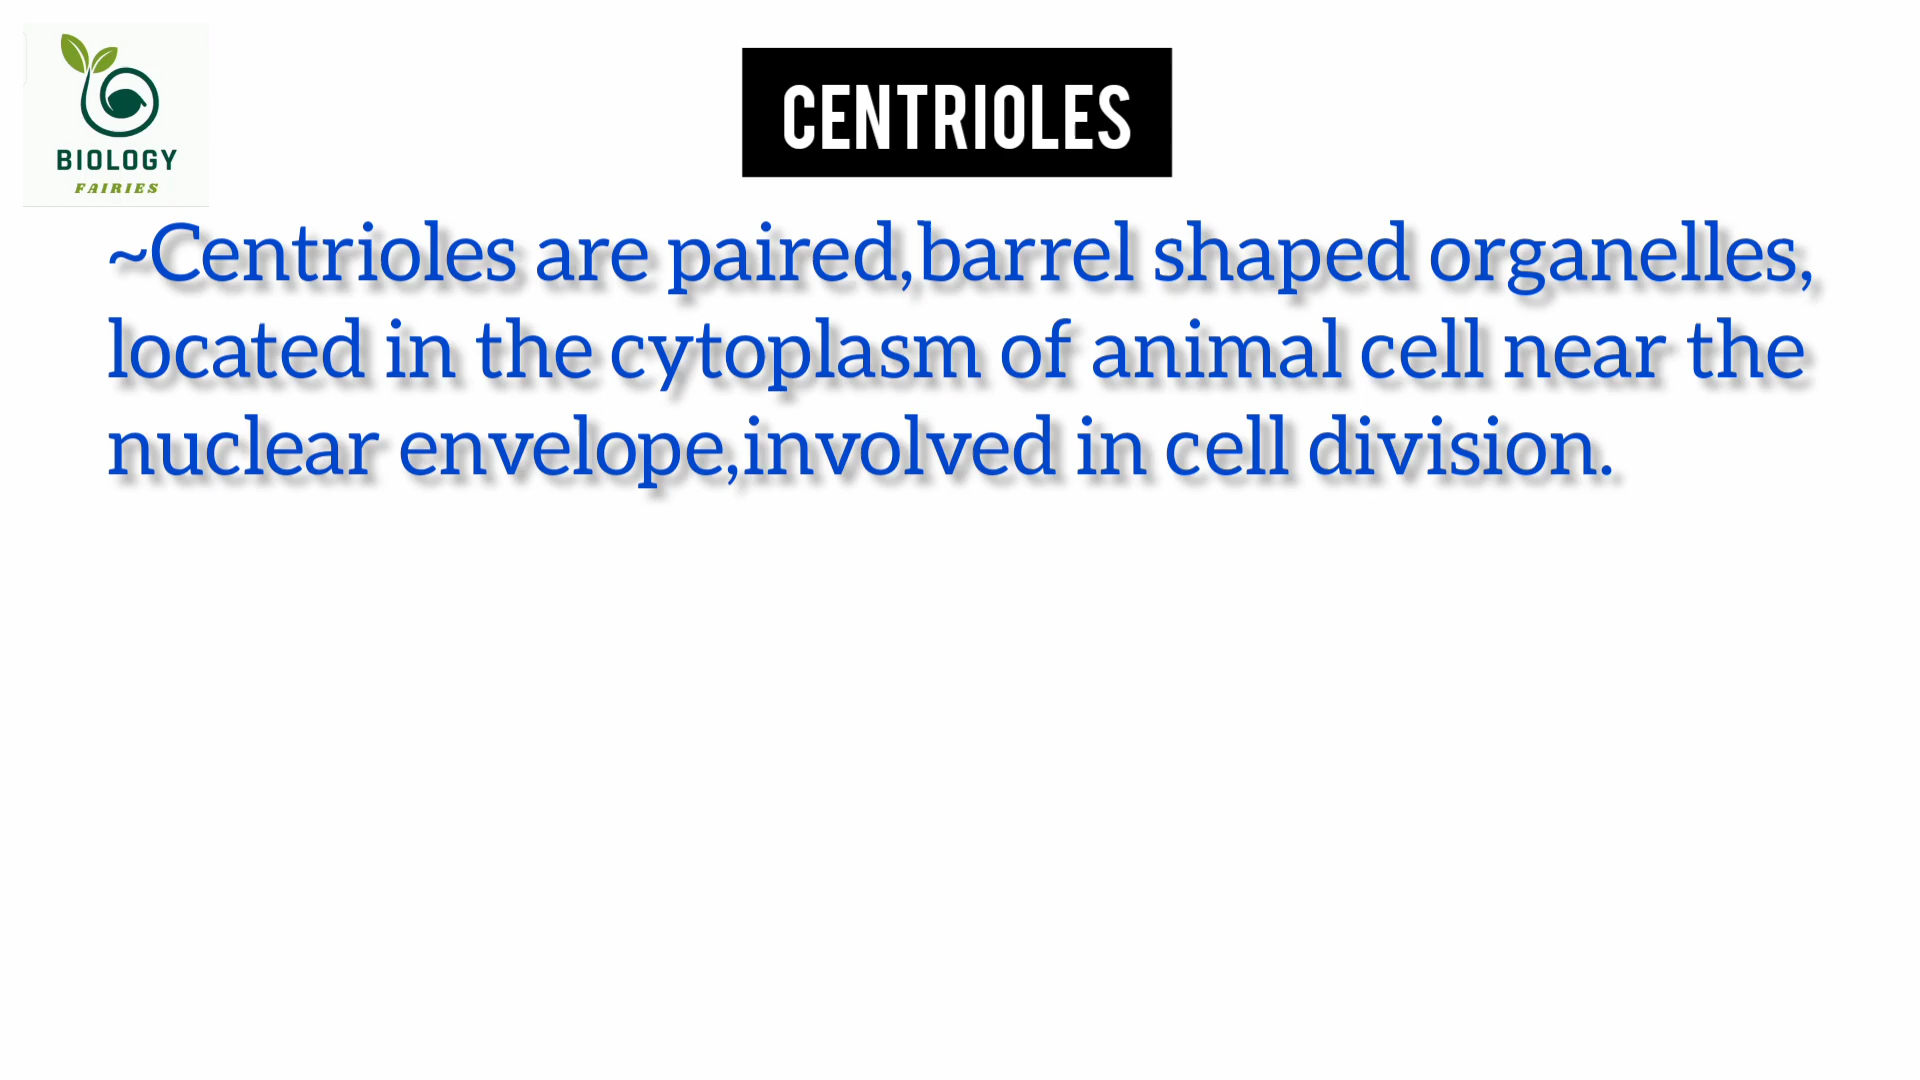 BIOLOGY
FAIRIES
CENTRIOLES
~Centrioles are paired,barrel shaped organelles,
located in the cytoplasm of animal cell near the
nuclear envelope,involved in cell division.